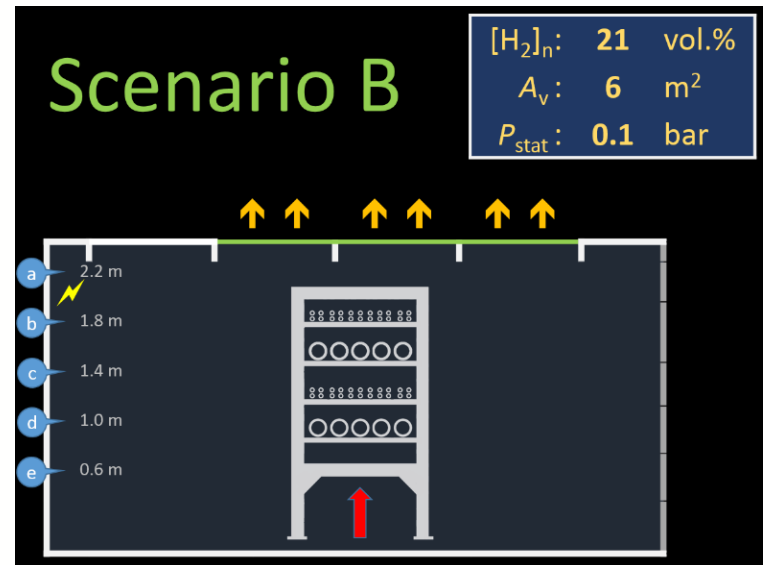 Scenario B
[H₂]ₙ: 21 vol.%
Aᵥ: 6 m²
Pstat: 0.1 bar
a 2.2 m
b 1.8 m
c 1.4 m
d 1.0 m
e 0.6 m